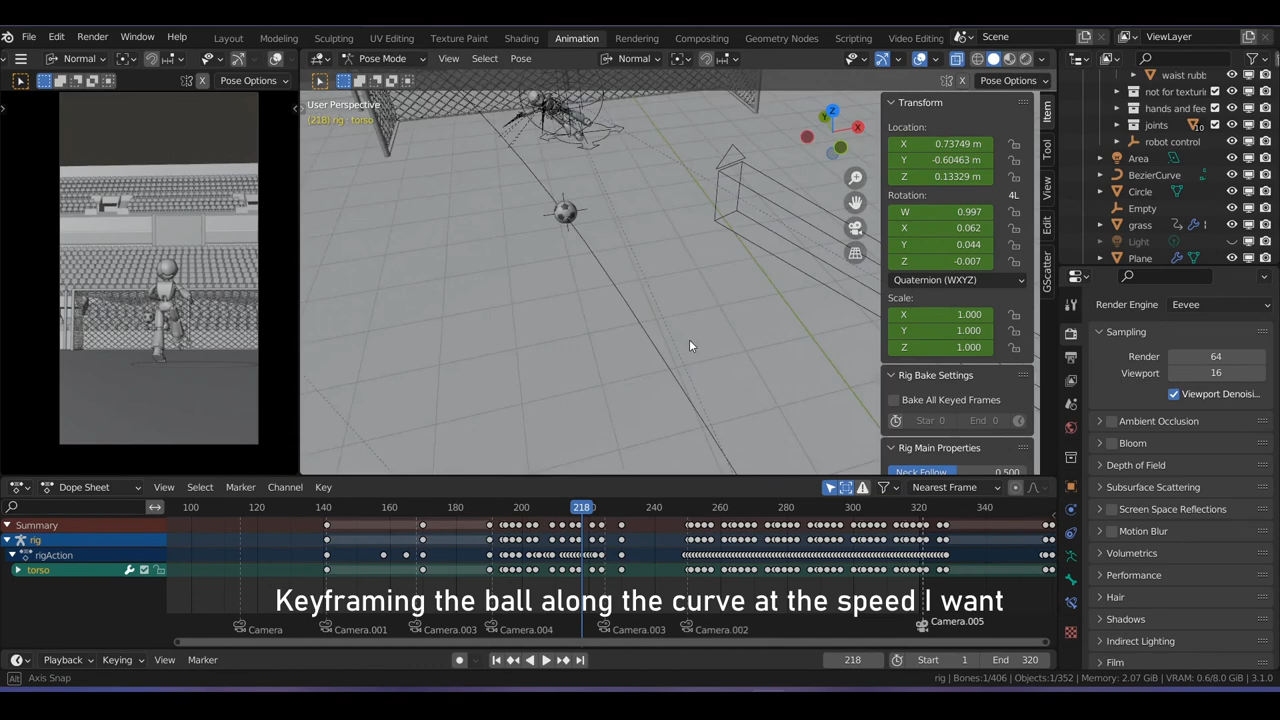 File Edit Render Window Help Layout Modeling Sculpting UV Editing Texture Paint Shading Animation Rendering Compositing Geometry Nodes Scripting Video Editing Scene ViewLayer
Normal Pose Mode View Select Pose Normal
Pose Options X Pose Options X
User Perspective
(218) rig : torso
Z
Y
X
Transform
Location:
X 0.73749 m
Y -0.60463 m
Z 0.13329 m
Rotation: 4L
W 0.997
X 0.062
Y 0.044
Z -0.007
Quaternion (WXYZ)
Scale:
X 1.000
Y 1.000
Z 1.000
Rig Bake Settings
Bake All Keyed Frames
Start 0 End 0
Rig Main Properties
Neck Follow 0.500
Item
Tool
View
Edit
GScatter
waist rubb
not for texturi
hands and fee
joints 10
robot control
Area
BezierCurve
Circle
Empty
grass
Light
Plane
Render Engine Eevee
Sampling
Render 64
Viewport 16
Viewport Denoisi...
Ambient Occlusion
Bloom
Depth of Field
Subsurface Scattering
Screen Space Reflections
Motion Blur
Volumetrics
Performance
Hair
Shadows
Indirect Lighting
Film
Dope Sheet View Select Marker Channel Key Nearest Frame
100 120 140 160 180 200 218 240 260 280 300 320 340
Summary
rig
rigAction
torso
Keyframing the ball along the curve at the speed I want
Camera Camera.001 Camera.003 Camera.004 Camera.003 Camera.002 Camera.005
Playback Keying View Marker 218 Start 1 End 320
Alt Axis Snap rig | Bones:1/406 | Objects:1/352 | Memory: 2.07 GiB | VRAM: 0.6/8.0 GiB | 3.1.0